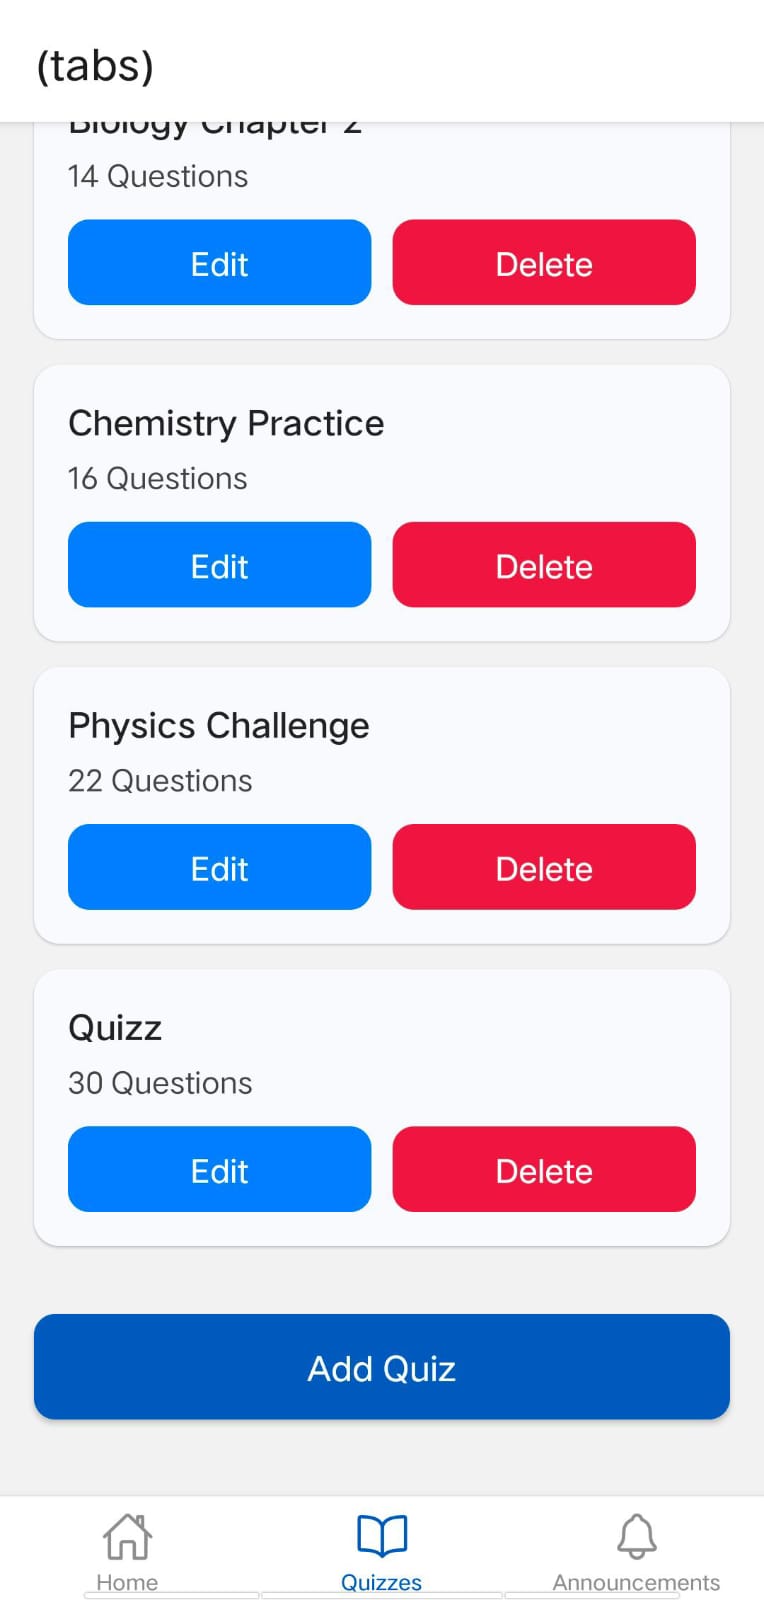 (tabs)
Biology Chapter 2
14 Questions
Edit Delete
Chemistry Practice
16 Questions
Edit Delete
Physics Challenge
22 Questions
Edit Delete
Quizz
30 Questions
Edit Delete
Add Quiz
Home Quizzes Announcements